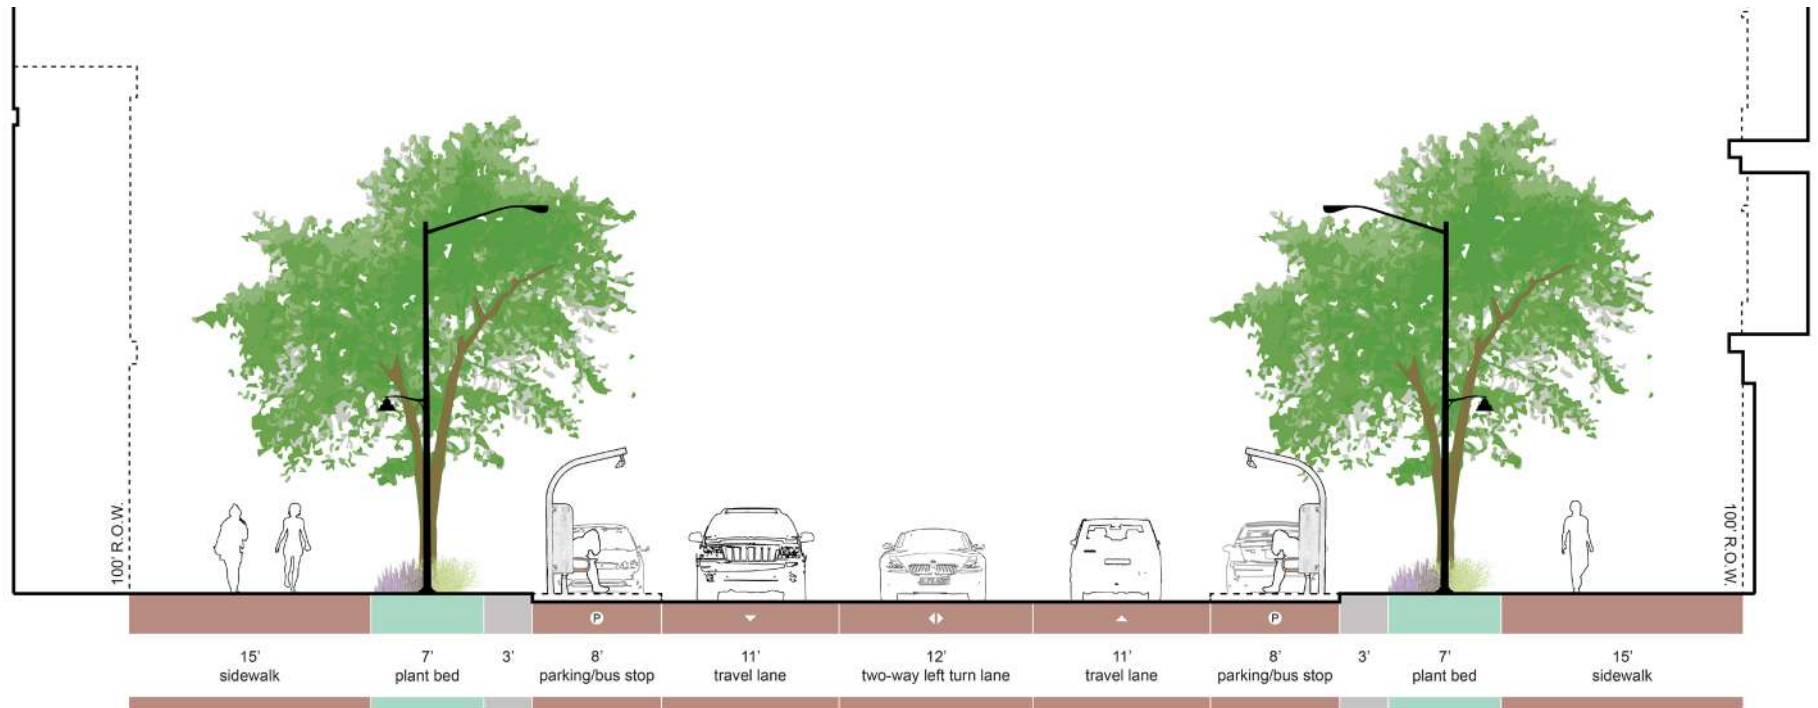 100' R.O.W.
100' R.O.W.
P
P
15' 7' 3' 8' 11' 12' 11' 8' 3' 7' 15'
sidewalk plant bed parking/bus stop travel lane two-way left turn lane travel lane parking/bus stop plant bed sidewalk